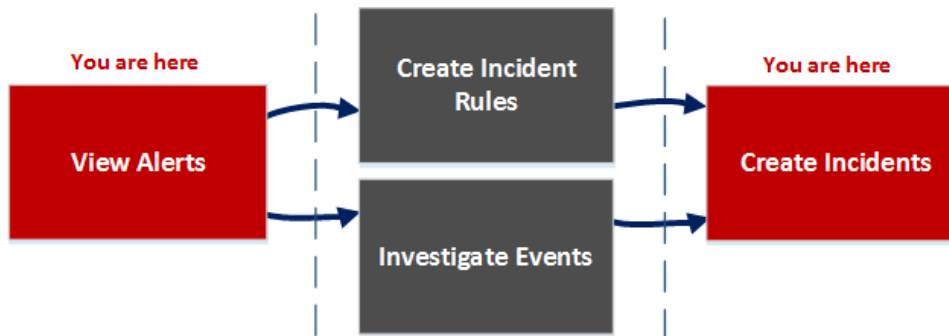 You are here
View Alerts
Create Incident
Rules
Investigate Events
You are here
Create Incidents